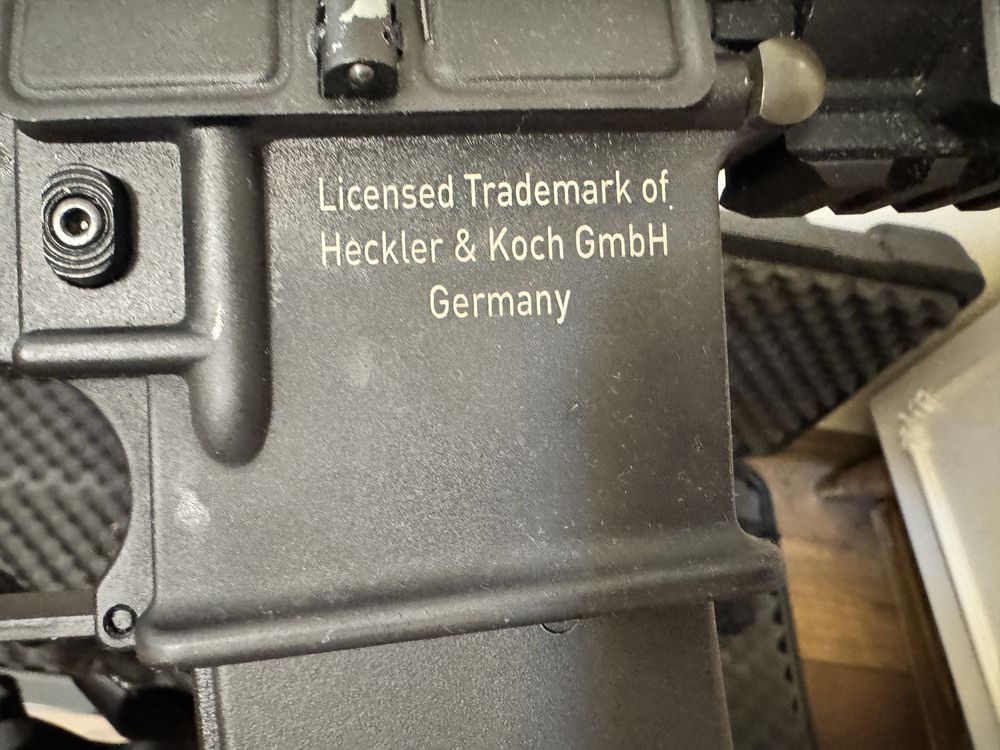 Licensed Trademark of
Heckler & Koch GmbH
Germany